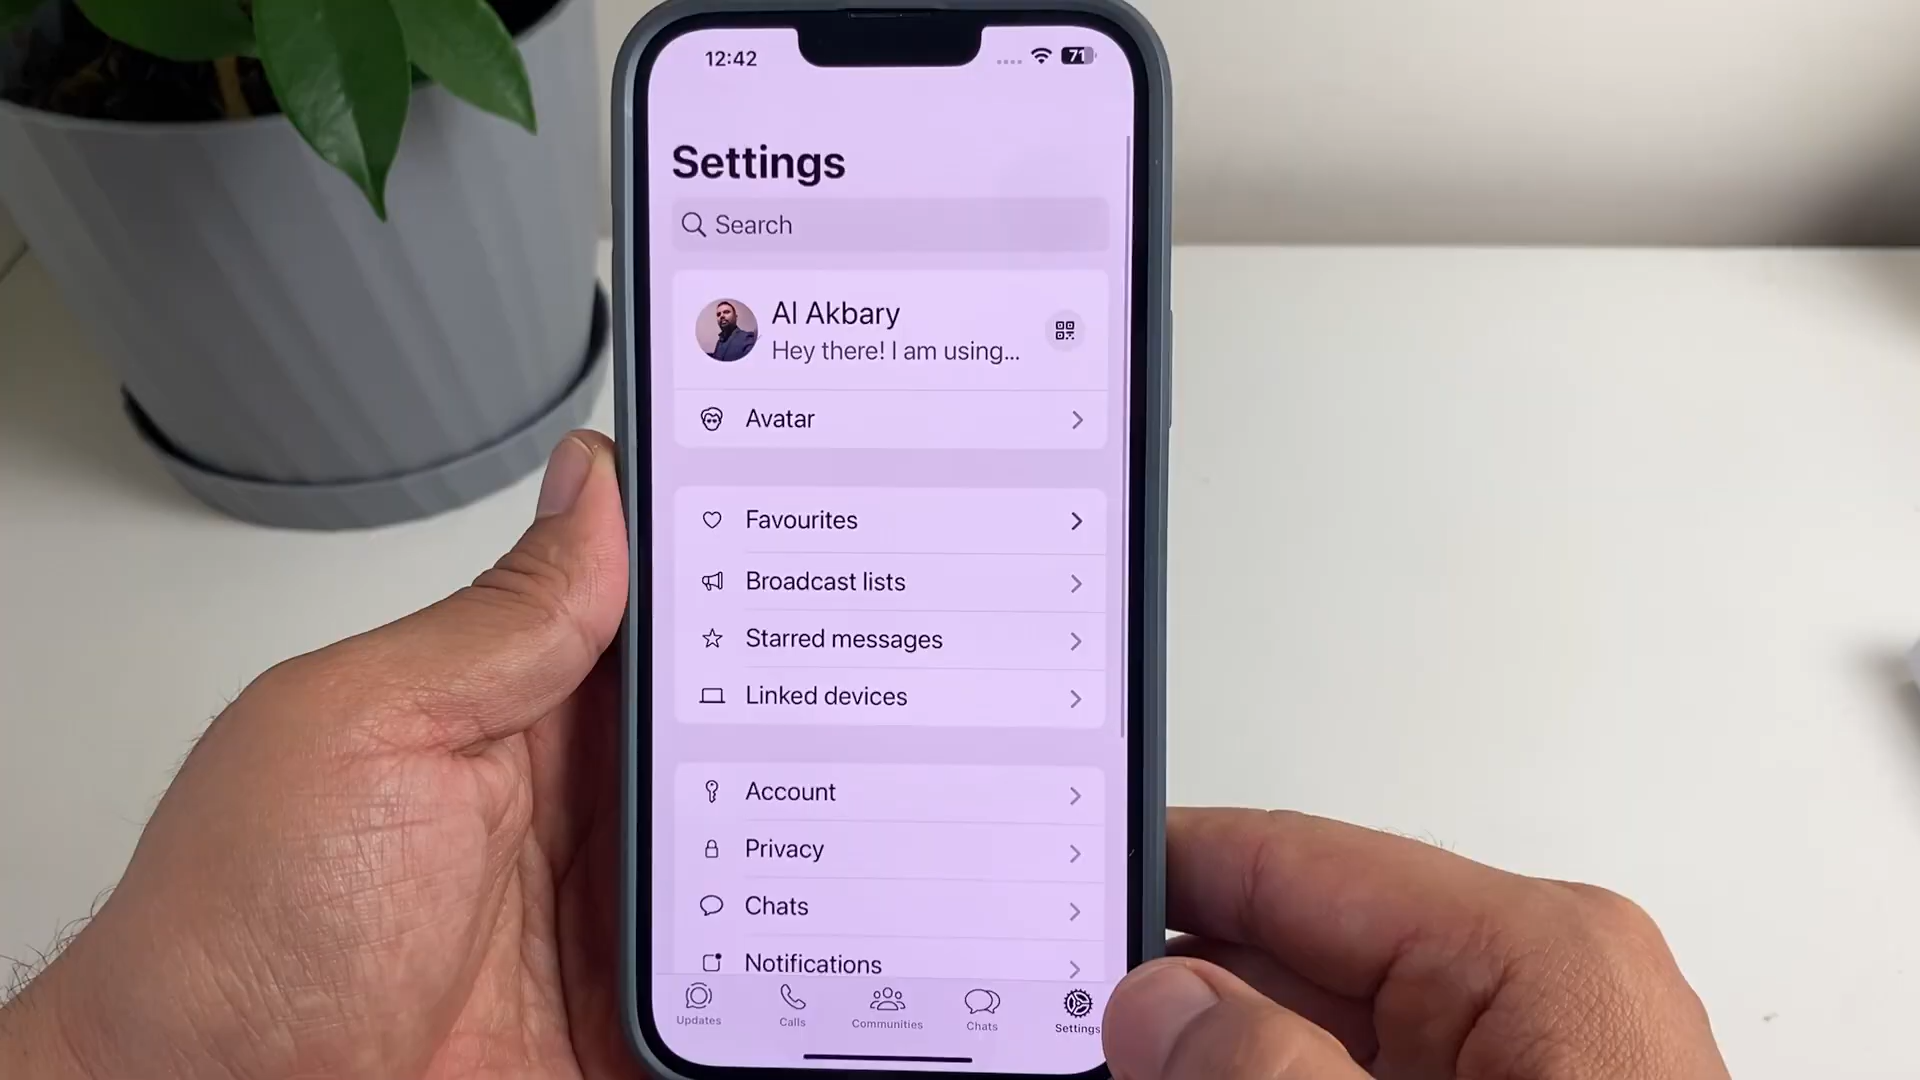 12:42
71
Settings
Search
Al Akbary
Hey there! I am using...
Avatar
Favourites
Broadcast lists
Starred messages
Linked devices
Account
Privacy
Chats
Notifications
Updates
Calls
Communities
Chats
Settings